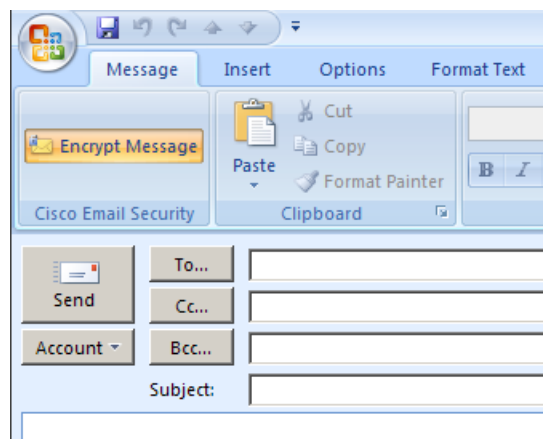 Message Insert Options Format Text
Cut
Encrypt Message Copy
Paste Format Painter B I
Cisco Email Security Clipboard
To...
Send Cc...
Account Bcc...
Subject: